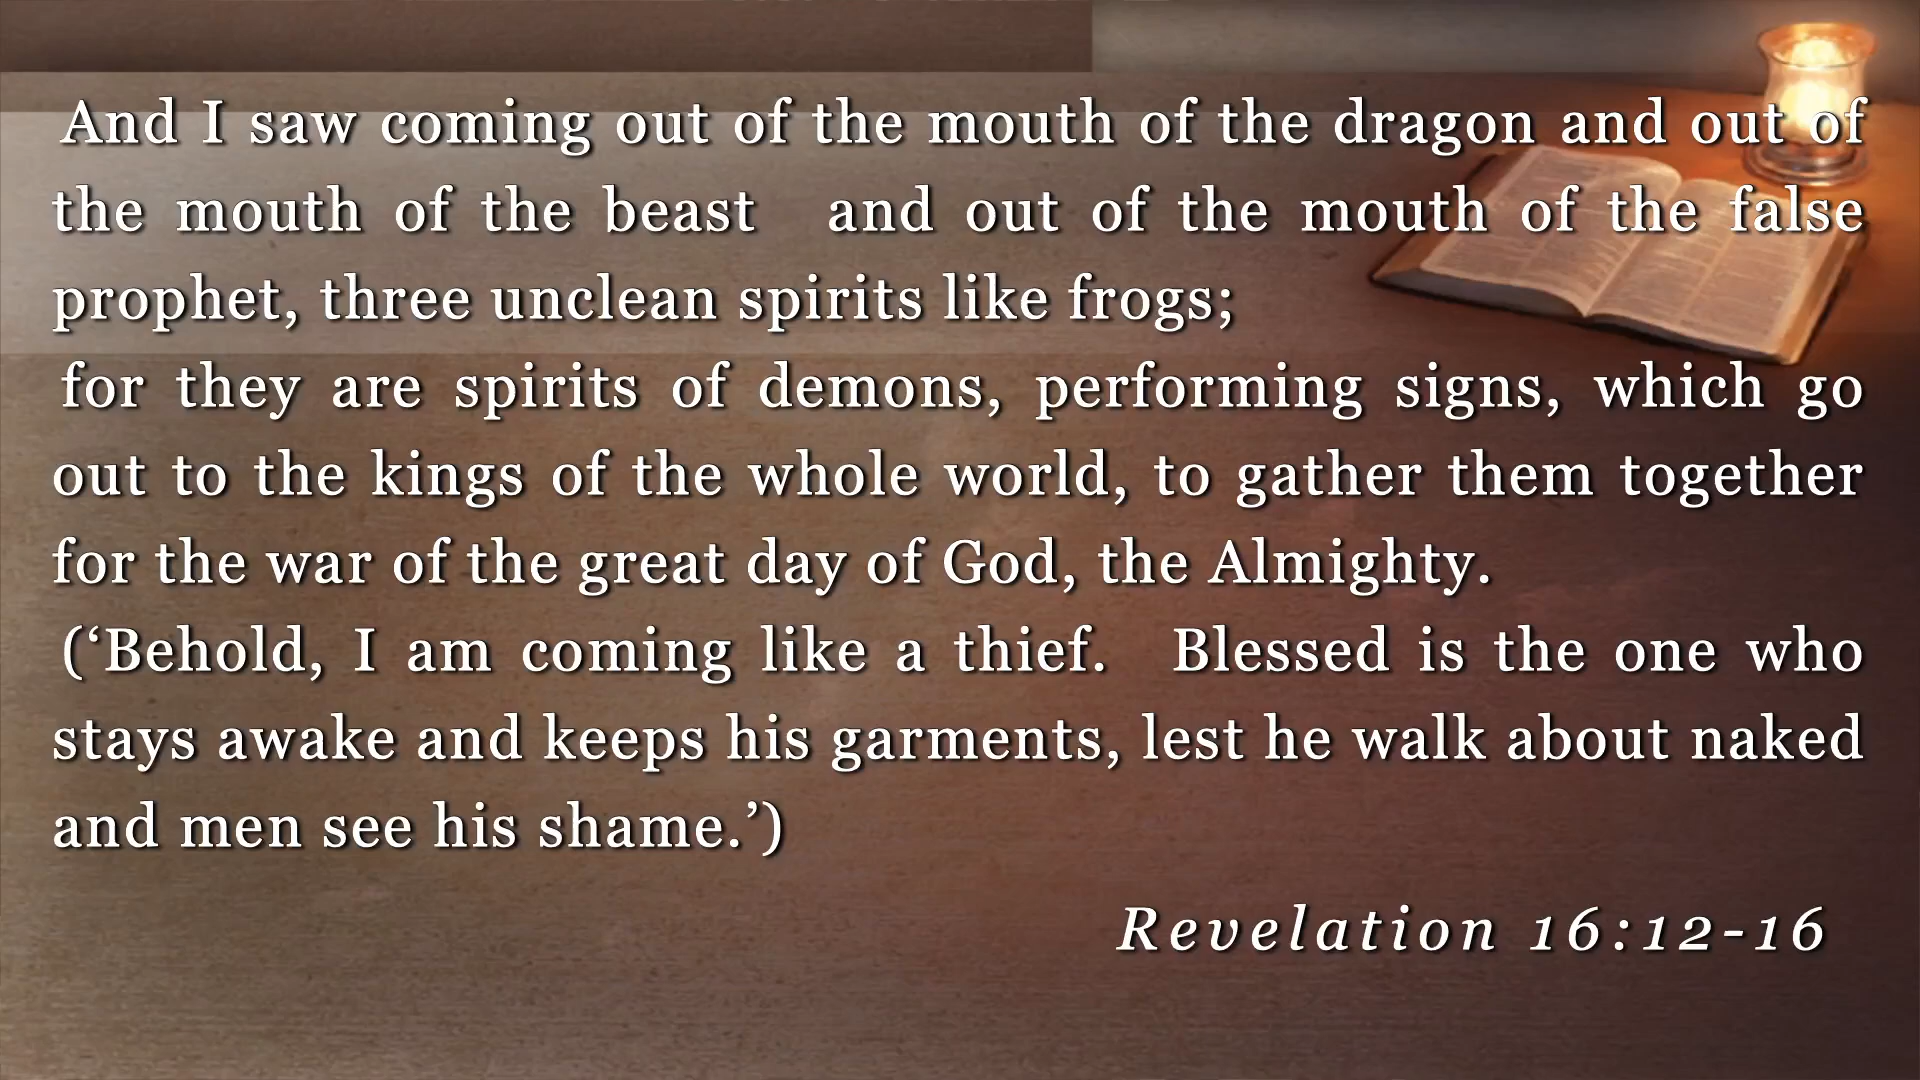 And I saw coming out of the mouth of the dragon and out of
the mouth of the beast and out of the mouth of the false
prophet, three unclean spirits like frogs;
for they are spirits of demons, performing signs, which go
out to the kings of the whole world, to gather them together
for the war of the great day of God, the Almighty.
(‘Behold, I am coming like a thief. Blessed is the one who
stays awake and keeps his garments, lest he walk about naked
and men see his shame.’)
Revelation 16:12-16